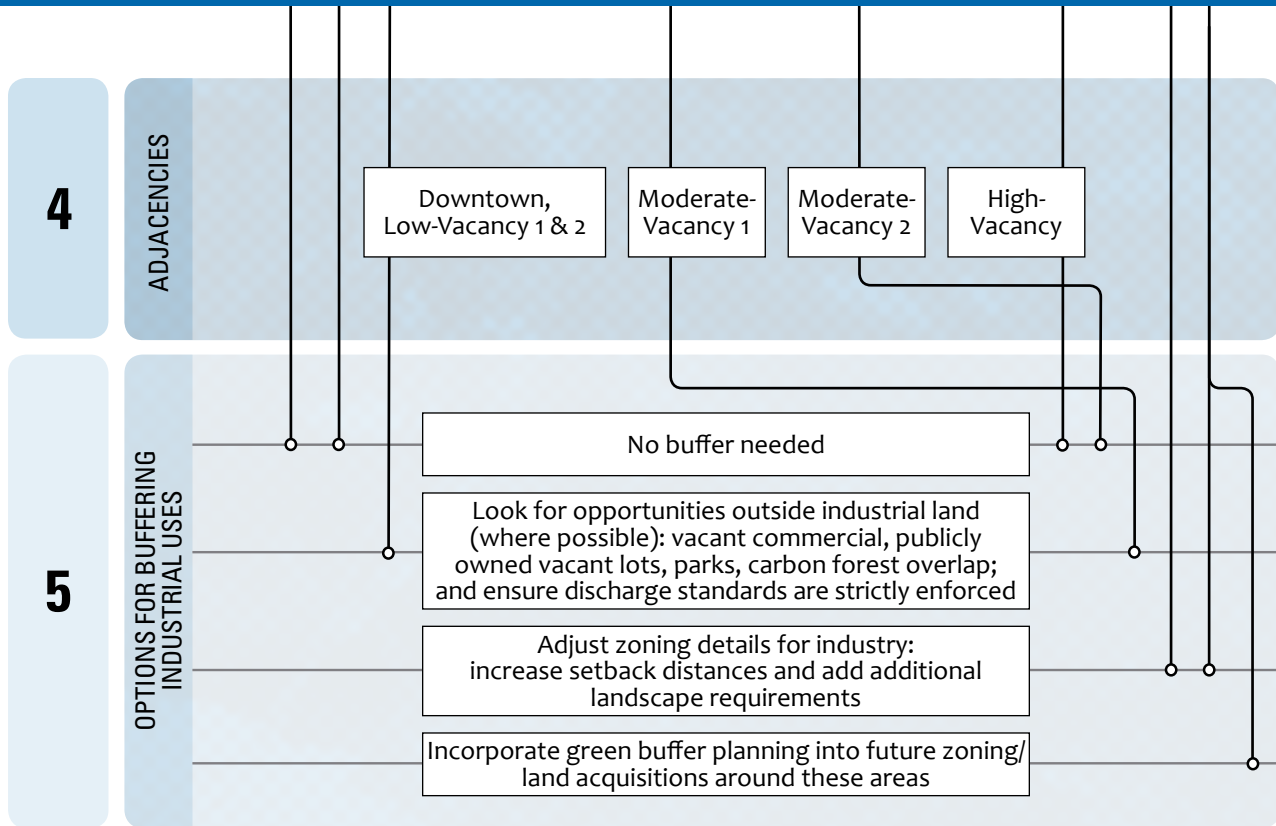 4
ADJACENCIES
Downtown,
Low-Vacancy 1 & 2
Moderate-
Vacancy 1
Moderate-
Vacancy 2
High-
Vacancy
5
OPTIONS FOR BUFFERING
INDUSTRIAL USES
No buffer needed
Look for opportunities outside industrial land
(where possible): vacant commercial, publicly
owned vacant lots, parks, carbon forest overlap;
and ensure discharge standards are strictly enforced
Adjust zoning details for industry:
increase setback distances and add additional
landscape requirements
Incorporate green buffer planning into future zoning/
land acquisitions around these areas